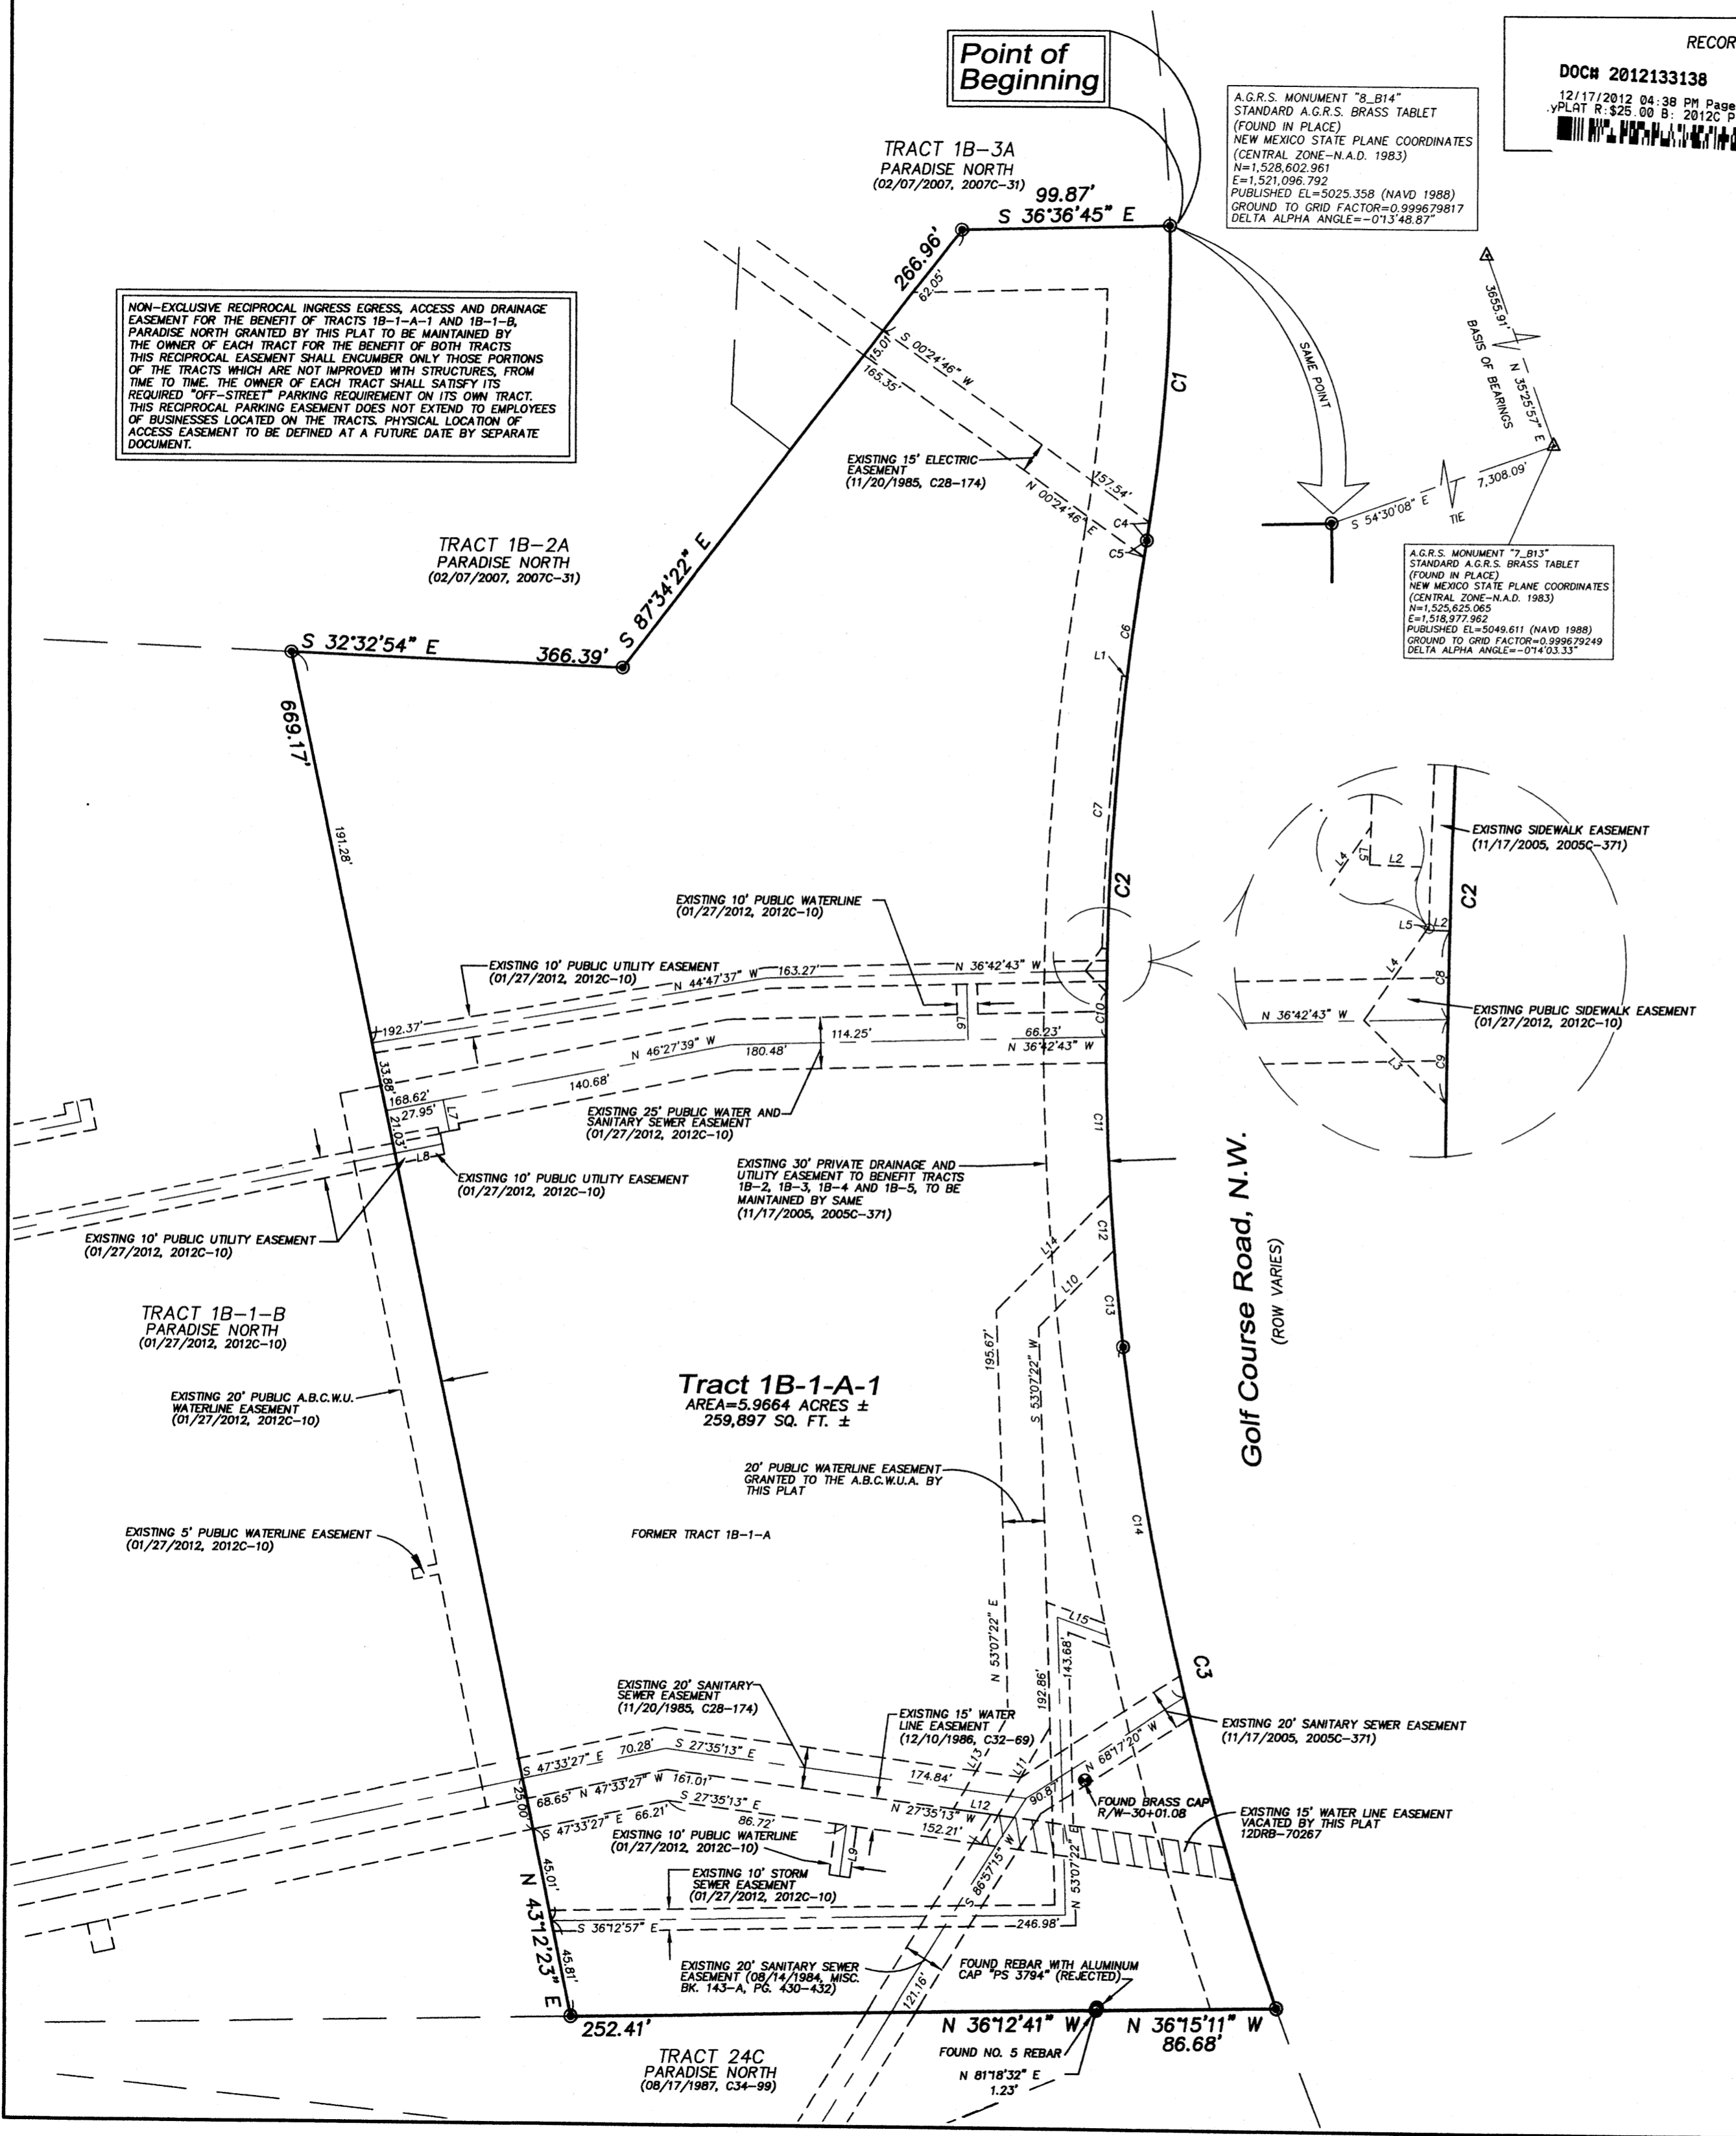 Point of
Beginning
RECOR
DOC# 2012133138
12/17/2012 04:38 PM Page
.yPLAT R:$25.00 B: 2012C P
A.G.R.S. MONUMENT "8_B14"
STANDARD A.G.R.S. BRASS TABLET
(FOUND IN PLACE)
NEW MEXICO STATE PLANE COORDINATES
(CENTRAL ZONE-N.A.D. 1983)
N=1,528,602.961
E=1,521,096.792
PUBLISHED EL=5025.358 (NAVD 1988)
GROUND TO GRID FACTOR=0.999679817
DELTA ALPHA ANGLE=-0°13'48.87"
TRACT 1B-3A
PARADISE NORTH
(02/07/2007, 2007C-31)
99.87'
S 36°36'45" E
266.96'
62.05'
15.01'
165.35'
S 00°24'46" W
N 00°24'46" E
157.54'
C1
C4
C5
C6
L1
SAME POINT
3655.91'
N 35°25'57" E
BASIS OF BEARINGS
S 54°30'08" E
7,308.09'
TIE
NON-EXCLUSIVE RECIPROCAL INGRESS EGRESS, ACCESS AND DRAINAGE
EASEMENT FOR THE BENEFIT OF TRACTS 1B-1-A-1 AND 1B-1-B,
PARADISE NORTH GRANTED BY THIS PLAT TO BE MAINTAINED BY
THE OWNER OF EACH TRACT FOR THE BENEFIT OF BOTH TRACTS
THIS RECIPROCAL EASEMENT SHALL ENCUMBER ONLY THOSE PORTIONS
OF THE TRACTS WHICH ARE NOT IMPROVED WITH STRUCTURES, FROM
TIME TO TIME. THE OWNER OF EACH TRACT SHALL SATISFY ITS
REQUIRED "OFF-STREET" PARKING REQUIREMENT ON ITS OWN TRACT.
THIS RECIPROCAL PARKING EASEMENT DOES NOT EXTEND TO EMPLOYEES
OF BUSINESSES LOCATED ON THE TRACTS. PHYSICAL LOCATION OF
ACCESS EASEMENT TO BE DEFINED AT A FUTURE DATE BY SEPARATE
DOCUMENT.
EXISTING 15' ELECTRIC
EASEMENT
(11/20/1985, C28-174)
TRACT 1B-2A
PARADISE NORTH
(02/07/2007, 2007C-31)
S 87°34'22" E
A.G.R.S. MONUMENT "7_B13"
STANDARD A.G.R.S. BRASS TABLET
(FOUND IN PLACE)
NEW MEXICO STATE PLANE COORDINATES
(CENTRAL ZONE-N.A.D. 1983)
N=1,525,625.065
E=1,518,977.962
PUBLISHED EL=5049.611 (NAVD 1988)
GROUND TO GRID FACTOR=0.999679249
DELTA ALPHA ANGLE=-0°14'03.33"
S 32°32'54" E
366.39'
669.17'
191.28'
C7
C2
EXISTING SIDEWALK EASEMENT
(11/17/2005, 2005C-371)
L4
L5
L2
C2
L5
L2
L4
C8
N 36°42'43" W
EXISTING PUBLIC SIDEWALK EASEMENT
(01/27/2012, 2012C-10)
L3
C9
EXISTING 10' PUBLIC WATERLINE
(01/27/2012, 2012C-10)
EXISTING 10' PUBLIC UTILITY EASEMENT
(01/27/2012, 2012C-10)
N 44°47'37" W
163.27'
N 36°42'43" W
192.37'
L6
C10
N 46°27'39" W
180.48'
114.25'
66.23'
N 36°42'43" W
33.88'
140.68'
168.62'
27.95'
L7
21.03'
L8
EXISTING 25' PUBLIC WATER AND
SANITARY SEWER EASEMENT
(01/27/2012, 2012C-10)
C11
EXISTING 10' PUBLIC UTILITY EASEMENT
(01/27/2012, 2012C-10)
EXISTING 30' PRIVATE DRAINAGE AND
UTILITY EASEMENT TO BENEFIT TRACTS
1B-2, 1B-3, 1B-4 AND 1B-5, TO BE
MAINTAINED BY SAME
(11/17/2005, 2005C-371)
EXISTING 10' PUBLIC UTILITY EASEMENT
(01/27/2012, 2012C-10)
C12
L14
L10
C13
Golf Course Road, N.W.
(ROW VARIES)
TRACT 1B-1-B
PARADISE NORTH
(01/27/2012, 2012C-10)
195.67'
S 53°07'22" W
Tract 1B-1-A-1
AREA=5.9664 ACRES ±
259,897 SQ. FT. ±
EXISTING 20' PUBLIC A.B.C.W.U.
WATERLINE EASEMENT
(01/27/2012, 2012C-10)
20' PUBLIC WATERLINE EASEMENT
GRANTED TO THE A.B.C.W.U.A. BY
THIS PLAT
EXISTING 5' PUBLIC WATERLINE EASEMENT
(01/27/2012, 2012C-10)
FORMER TRACT 1B-1-A
C14
N 53°07'22" E
L15
143.68'
192.86'
C3
EXISTING 20' SANITARY
SEWER EASEMENT
(11/20/1985, C28-174)
EXISTING 15' WATER
LINE EASEMENT
(12/10/1986, C32-69)
L13
L11
N 68°17'20" W
EXISTING 20' SANITARY SEWER EASEMENT
(11/17/2005, 2005C-371)
S 47°33'27" E
70.28'
S 27°35'13" E
174.84'
90.87'
25.00'
68.65'
N 47°33'27" W
161.01'
S 27°35'13" E
N 27°35'13" W
L12
FOUND BRASS CAP
R/W-30+01.08
S 47°33'27" E
66.21'
86.72'
152.21'
EXISTING 15' WATER LINE EASEMENT
VACATED BY THIS PLAT
12DRB-70267
EXISTING 10' PUBLIC WATERLINE
(01/27/2012, 2012C-10)
L9
S 86°57'15" W
N 53°07'22" E
45.01'
EXISTING 10' STORM
SEWER EASEMENT
(01/27/2012, 2012C-10)
N 43°12'23" E
S 36°12'57" E
246.98'
45.81'
EXISTING 20' SANITARY SEWER
EASEMENT (08/14/1984, MISC.
BK. 143-A, PG. 430-432)
121.16'
FOUND REBAR WITH ALUMINUM
CAP "PS 3794" (REJECTED)
252.41'
N 36°12'41" W
N 36°15'11" W
86.68'
FOUND NO. 5 REBAR
N 81°18'32" E
1.23'
TRACT 24C
PARADISE NORTH
(08/17/1987, C34-99)